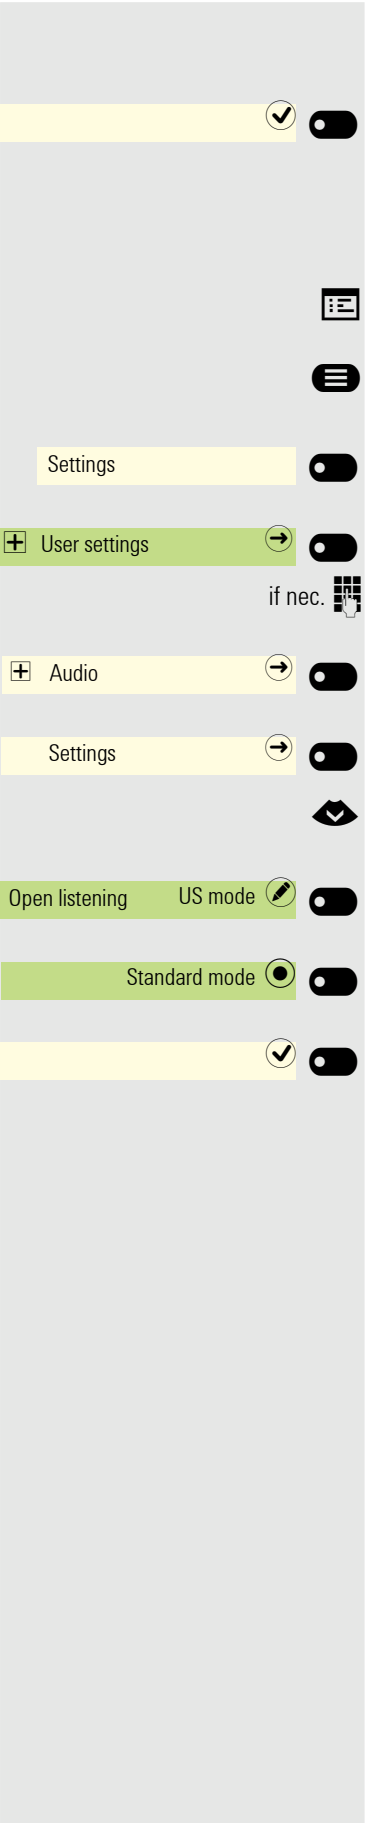 Settings
User settings
if nec.
Audio
Settings
Open listening US mode
Standard mode